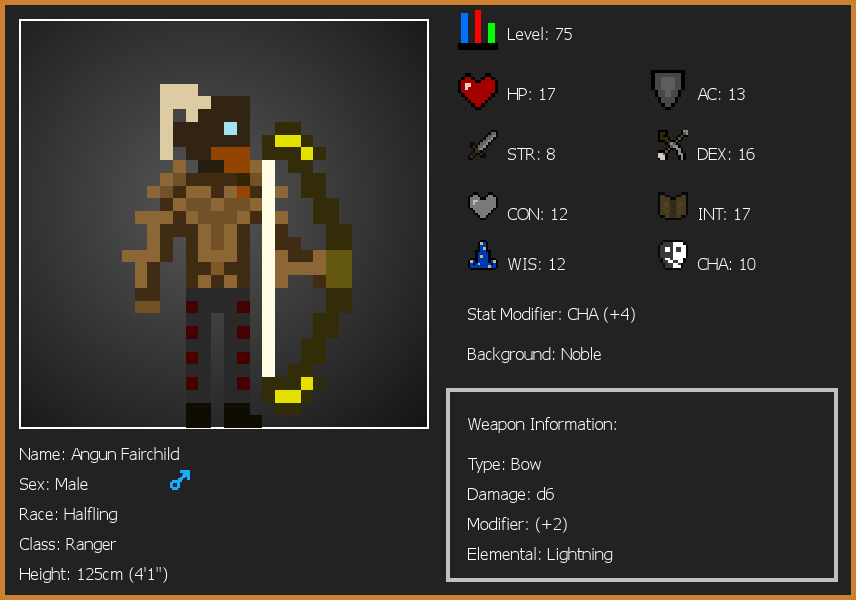 Level: 75
HP: 17
AC: 13
STR: 8
DEX: 16
CON: 12
INT: 17
WIS: 12
CHA: 10
Stat Modifier: CHA (+4)
Background: Noble
Weapon Information:
Type: Bow
Damage: d6
Modifier: (+2)
Elemental: Lightning
Name: Angun Fairchild
Sex: Male
Race: Halfling
Class: Ranger
Height: 125cm (4'1")